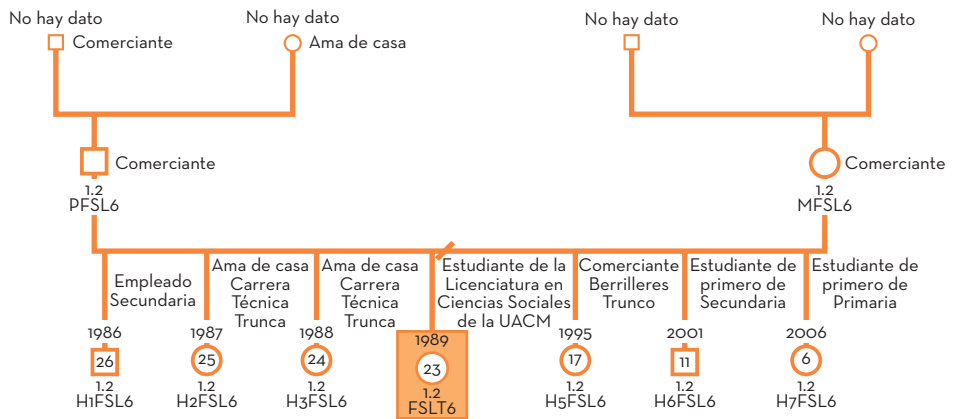 No hay dato
No hay dato
No hay dato
No hay dato
Comerciante
Ama de casa
Comerciante
1.2
PFSL6
Comerciante
1.2
MFSL6
Empleado
Secundaria
1986
26
1.2
H1FSL6
Ama de casa
Carrera
Técnica
Trunca
1987
25
1.2
H2FSL6
Ama de casa
Carrera
Técnica
Trunca
1988
24
1.2
H3FSL6
Estudiante de la
Licenciatura en
Ciencias Sociales
de la UACM
1989
23
1.2
FSLT6
Comerciante
Berrilleres
Trunco
1995
17
1.2
H5FSL6
Estudiante de
primero de
Secundaria
2001
11
1.2
H6FSL6
Estudiante de
primero de
Primaria
2006
6
1.2
H7FSL6